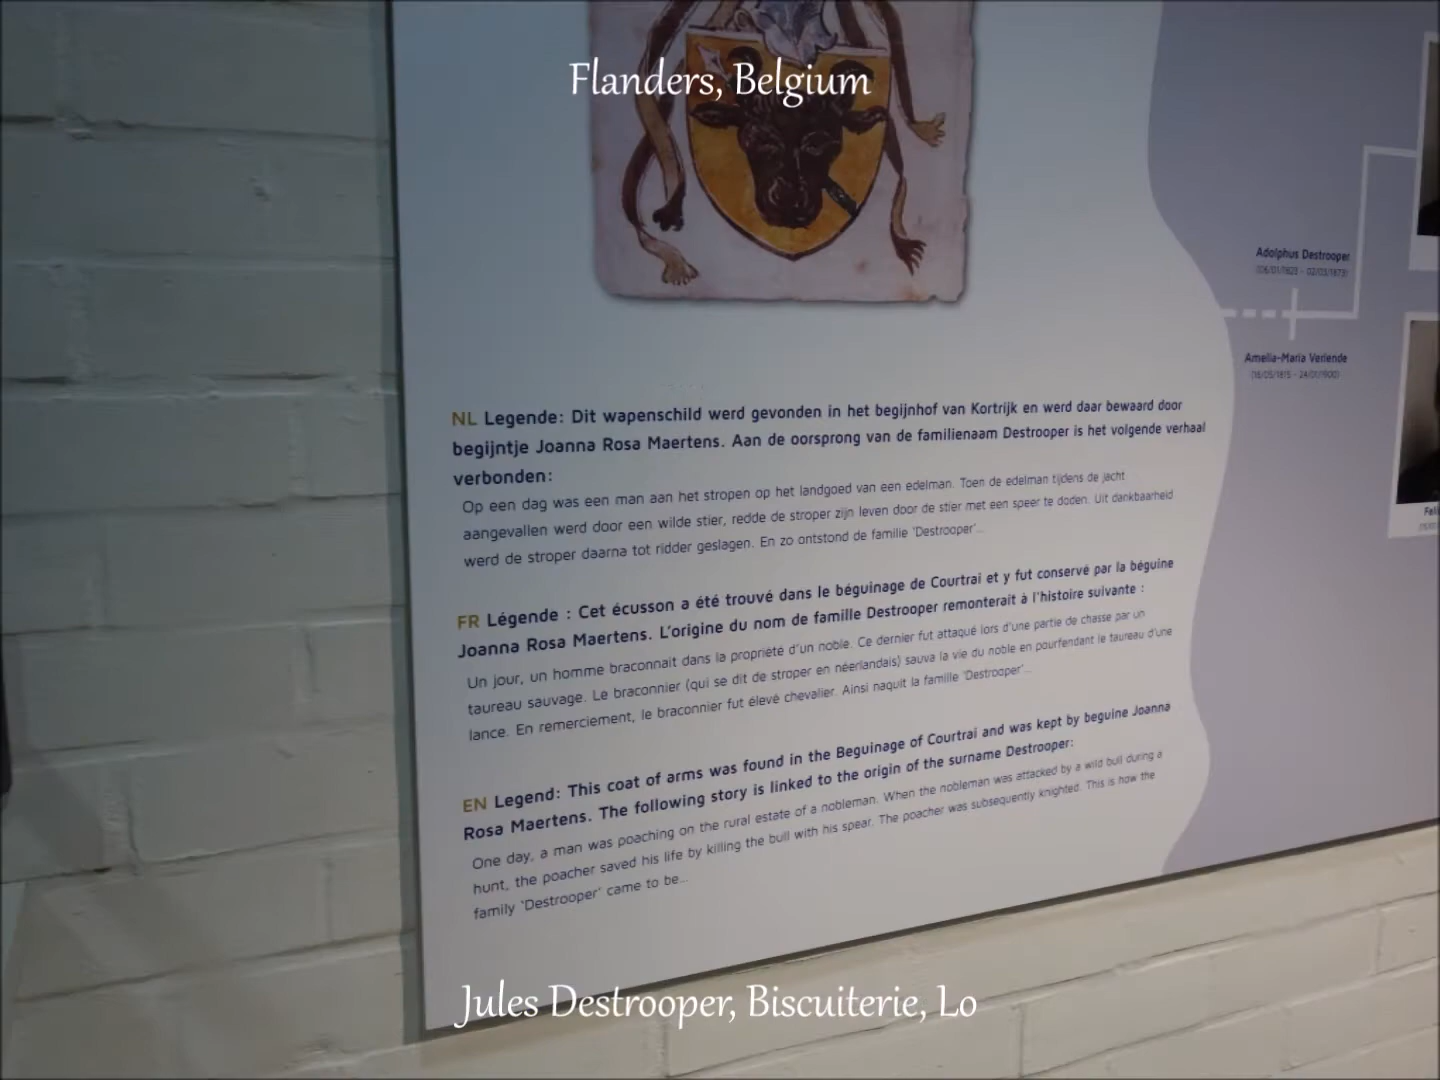 Flanders, Belgium
Adolphus Destrooper
Amelia-Maria Verlende
NL Legende: Dit wapenschild werd gevonden in het begijnhof van Kortrijk en werd daar bewaard door
begijntje Joanna Rosa Maertens. Aan de oorsprong van de familienaam Destrooper is het volgende verhaal
verbonden:
Op een dag was een man aan het stropen op het landgoed van een edelman. Toen de edelman tijdens de jacht
aangevallen werd door een wilde stier, redde de stroper zijn leven door de stier met een speer te doden. Uit dankbaarheid
werd de stroper daarna tot ridder geslagen. En zo ontstond de familie 'Destrooper'...
FR Légende : Cet écusson a été trouvé dans le béguinage de Courtrai et y fut conservé par la béguine
Joanna Rosa Maertens. L'origine du nom de famille Destrooper remonterait à l'histoire suivante :
Un jour, un homme braconnait dans la propriété d'un noble. Ce dernier fut attaqué lors d'une partie de chasse par un
taureau sauvage. Le braconnier (qui se dit de stroper en néerlandais) sauva la vie du noble en pourfendant le taureau d'une
lance. En remerciement, le braconnier fut élevé chevalier. Ainsi naquit la famille 'Destrooper'...
EN Legend: This coat of arms was found in the Beguinage of Courtrai and was kept by beguine Joanna
Rosa Maertens. The following story is linked to the origin of the surname Destrooper:
One day, a man was poaching on the rural estate of a nobleman. When the nobleman was attacked by a wild bull during a
hunt, the poacher saved his life by killing the bull with his spear. The poacher was subsequently knighted. This is how the
family 'Destrooper' came to be...
Jules Destrooper, Biscuiterie, Lo